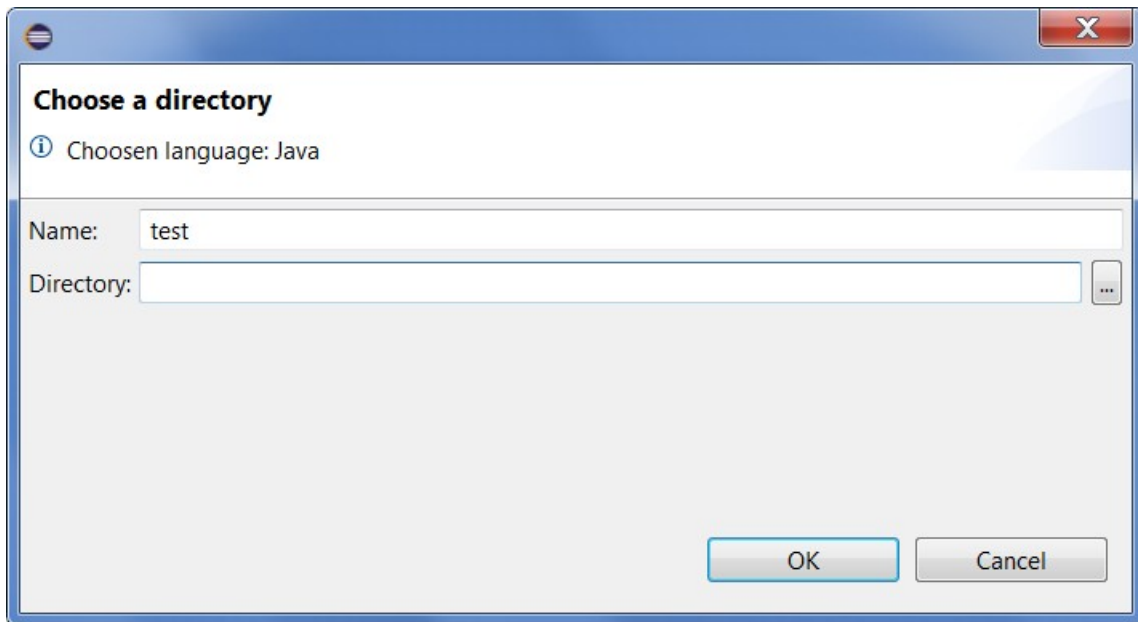 Choose a directory
Choosen language: Java
Name: test
Directory: ...
OK Cancel